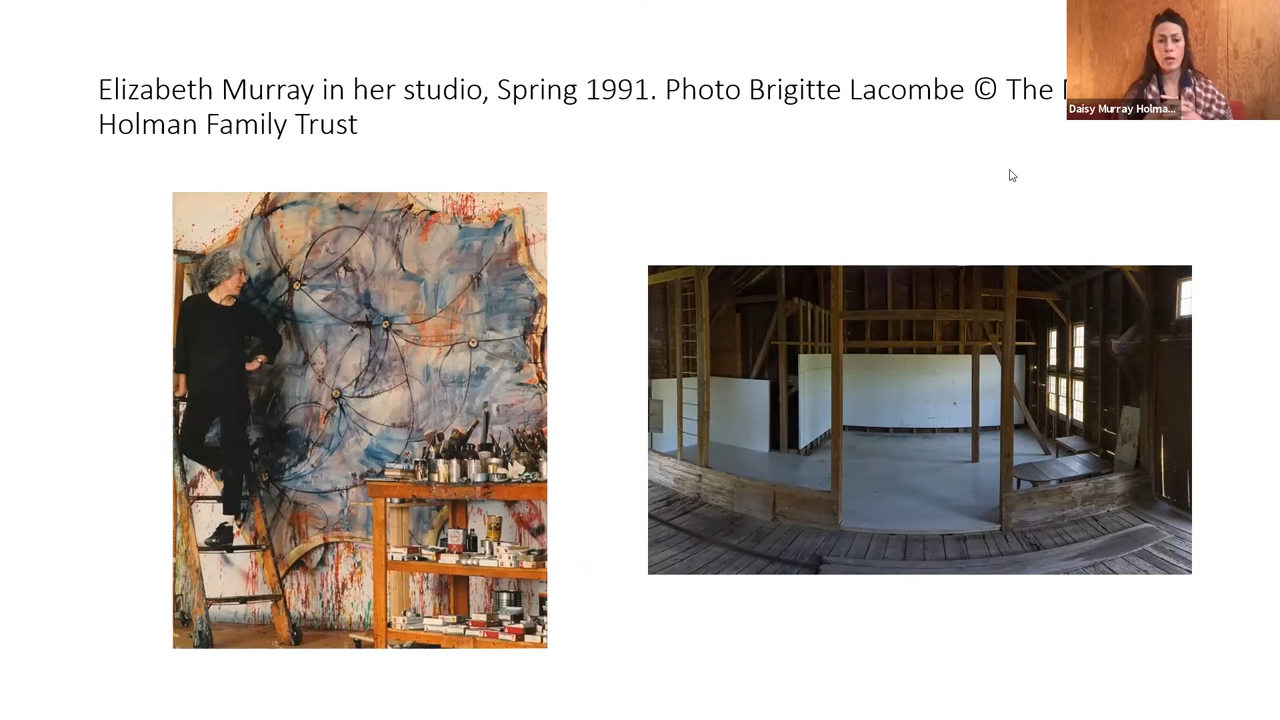 Elizabeth Murray in her studio, Spring 1991. Photo Brigitte Lacombe © The
Holman Family Trust
Daisy Murray Holma...